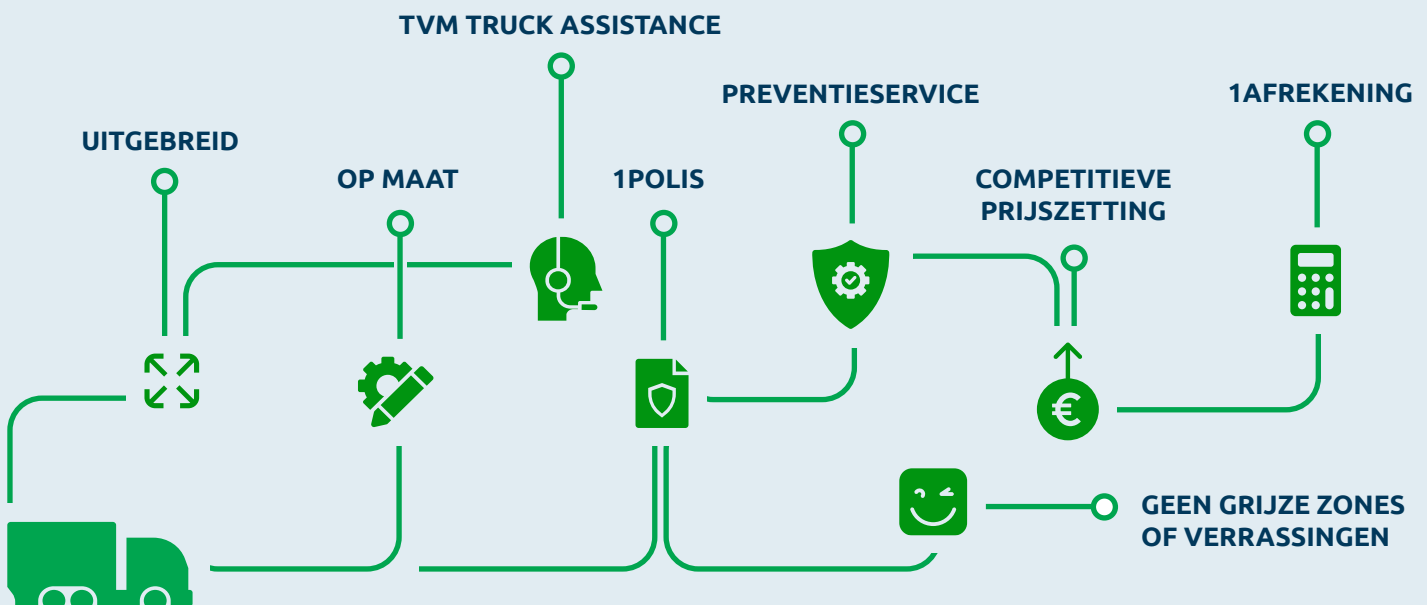 TVM TRUCK ASSISTANCE
PREVENTIESERVICE
1AFREKENING
UITGEBREID
OP MAAT
1POLIS
COMPETITIEVE
PRIJSZETTING
€
GEEN GRIJZE ZONES
OF VERRASSINGEN